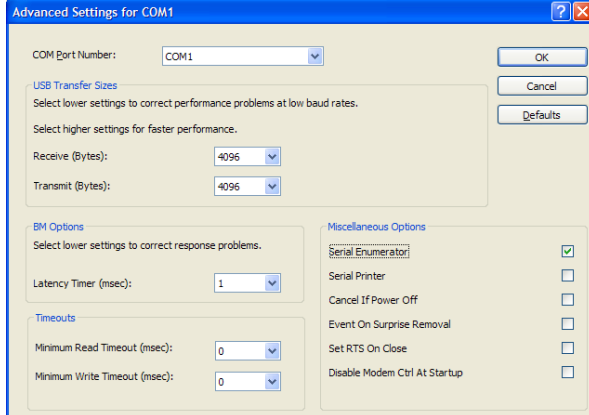 Advanced Settings for COM1
COM Port Number: COM1
OK
USB Transfer Sizes
Cancel
Select lower settings to correct performance problems at low baud rates.
Defaults
Select higher settings for faster performance.
Receive (Bytes): 4096
Transmit (Bytes): 4096
BM Options
Select lower settings to correct response problems.
Latency Timer (msec): 1
Timeouts
Minimum Read Timeout (msec): 0
Minimum Write Timeout (msec): 0
Miscellaneous Options
Serial Enumerator
Serial Printer
Cancel If Power Off
Event On Surprise Removal
Set RTS On Close
Disable Modem Ctrl At Startup